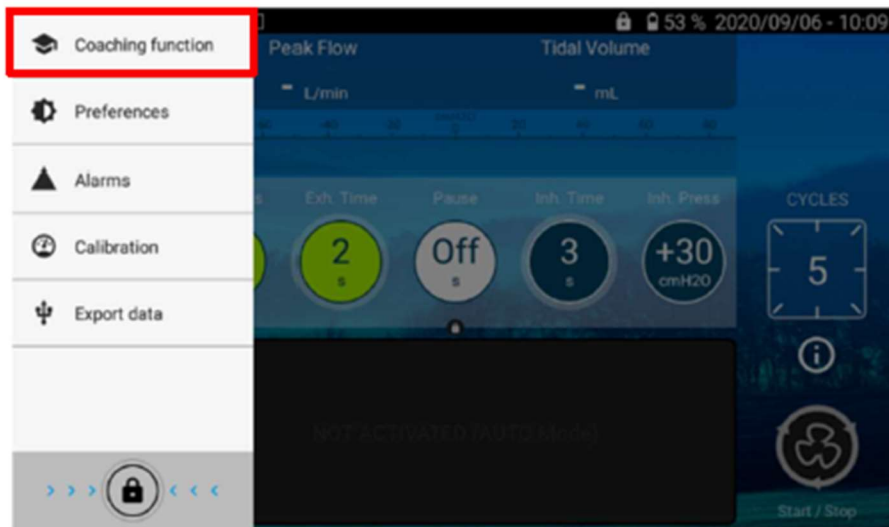 Coaching function
Preferences
Alarms
Calibration
Export data
53 % 2020/09/06 - 10:09
Peak Flow
Tidal Volume
- L/min
- mL
cmH2O
Exh. Time
Pause
Inh. Time
Inh. Press
2
s
Off
s
3
s
+30
cmH2O
CYCLES
5
NOT ACTIVATED (AUTO Mode)
Start / Stop